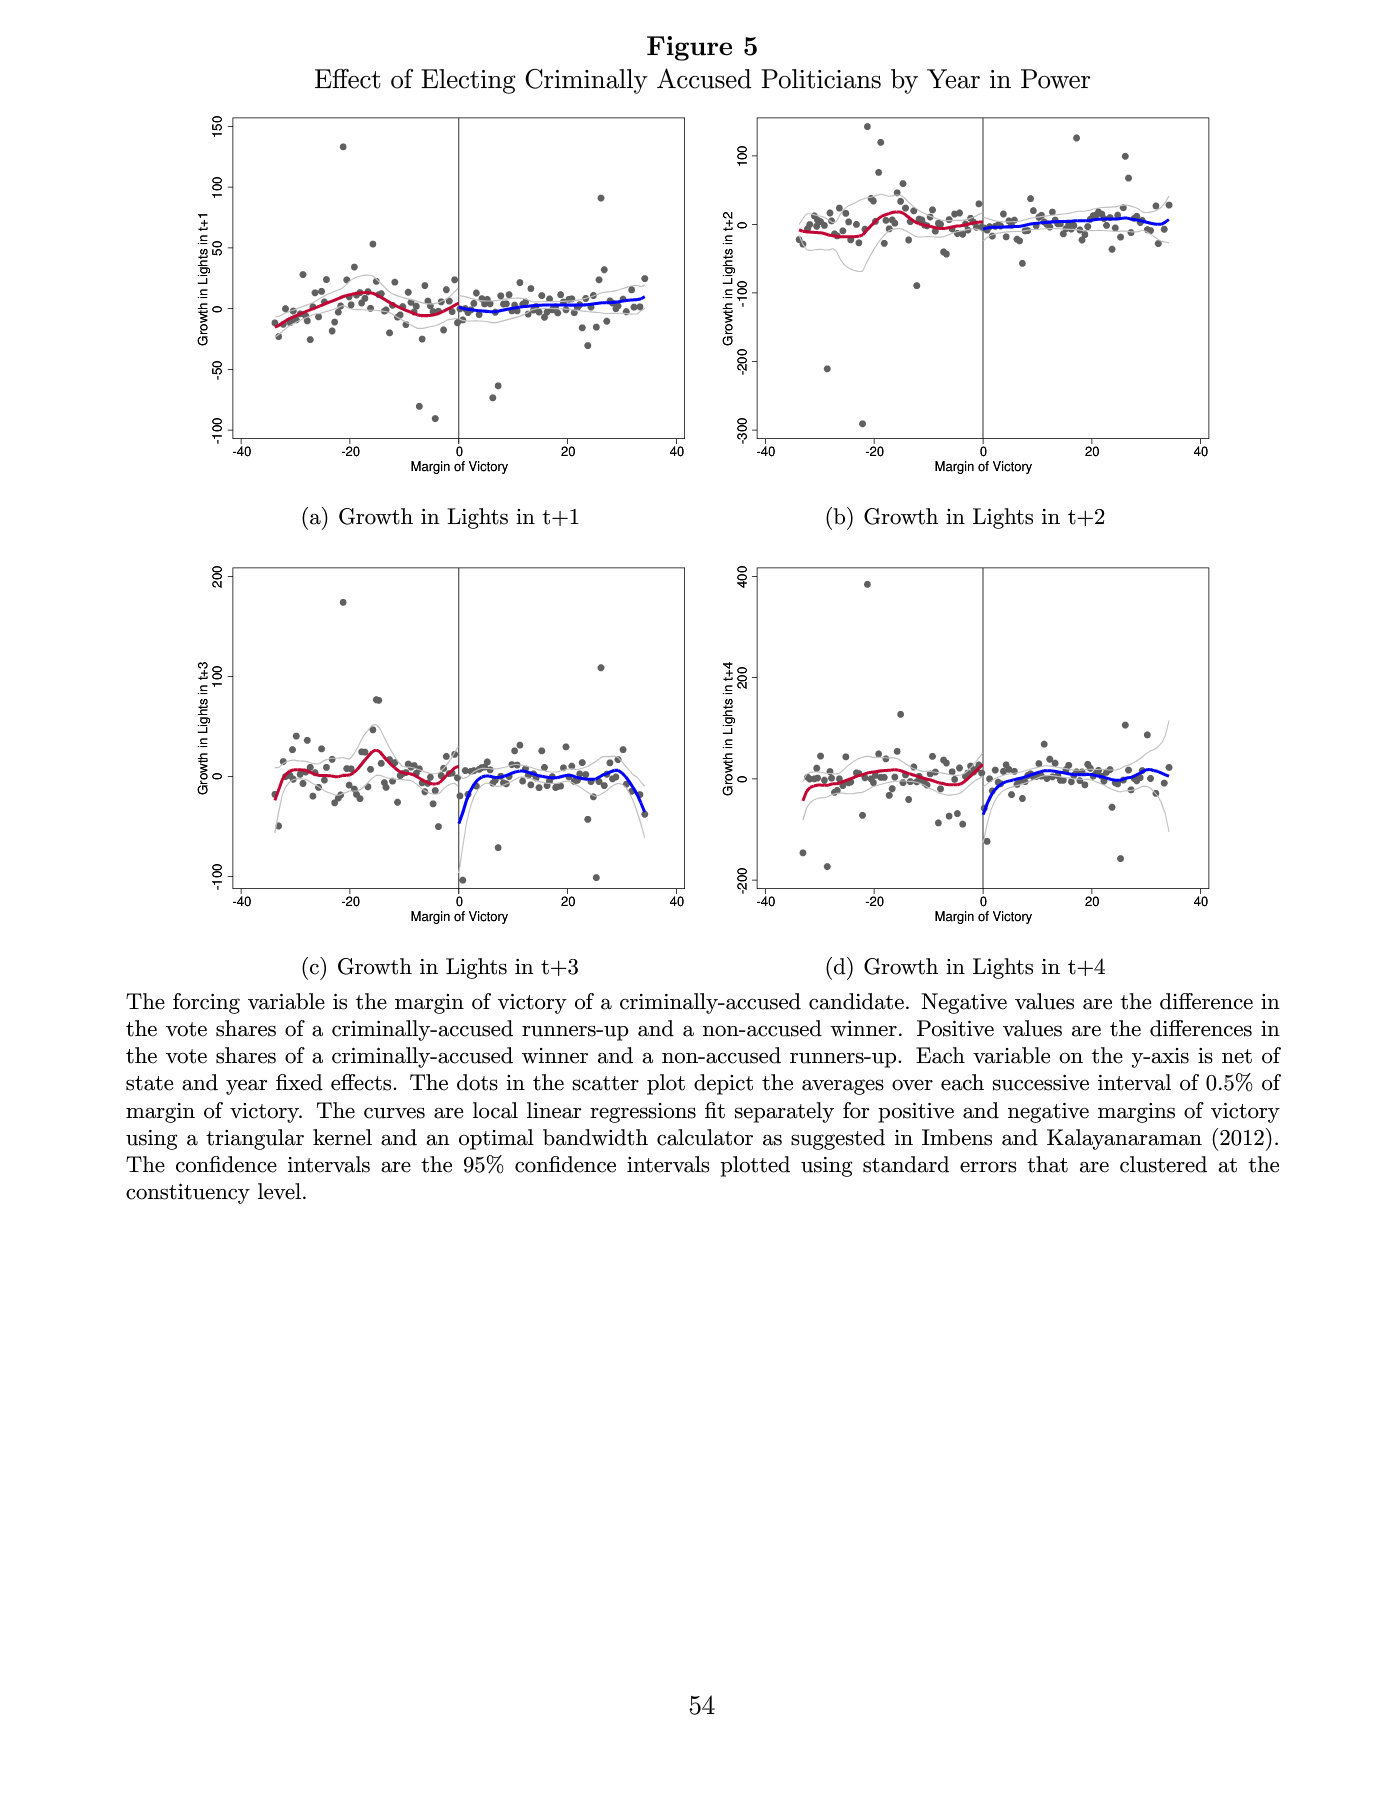 Figure 5
Effect of Electing Criminally Accused Politicians by Year in Power
150
100
50
0
-50
-100
Growth in Lights in t+1
-40 -20 0 20 40
Margin of Victory
(a) Growth in Lights in t+1
100
0
-100
-200
-300
Growth in Lights in t+2
-40 -20 0 20 40
Margin of Victory
(b) Growth in Lights in t+2
200
100
0
-100
Growth in Lights in t+3
-40 -20 0 20 40
Margin of Victory
(c) Growth in Lights in t+3
400
200
0
-200
Growth in Lights in t+4
-40 -20 0 20 40
Margin of Victory
(d) Growth in Lights in t+4
The forcing variable is the margin of victory of a criminally-accused candidate. Negative values are the difference in
the vote shares of a criminally-accused runners-up and a non-accused winner. Positive values are the differences in
the vote shares of a criminally-accused winner and a non-accused runners-up. Each variable on the y-axis is net of
state and year fixed effects. The dots in the scatter plot depict the averages over each successive interval of 0.5% of
margin of victory. The curves are local linear regressions fit separately for positive and negative margins of victory
using a triangular kernel and an optimal bandwidth calculator as suggested in Imbens and Kalayanaraman (2012).
The confidence intervals are the 95% confidence intervals plotted using standard errors that are clustered at the
constituency level.
54